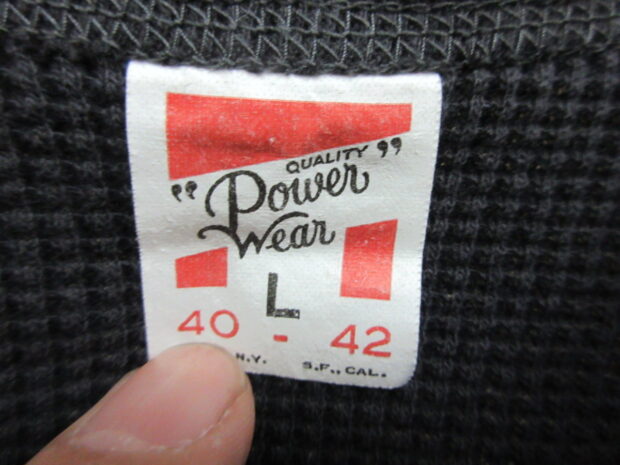 QUALITY
"Power
Wear"
L
40 - 42
N.Y. S.F., CAL.